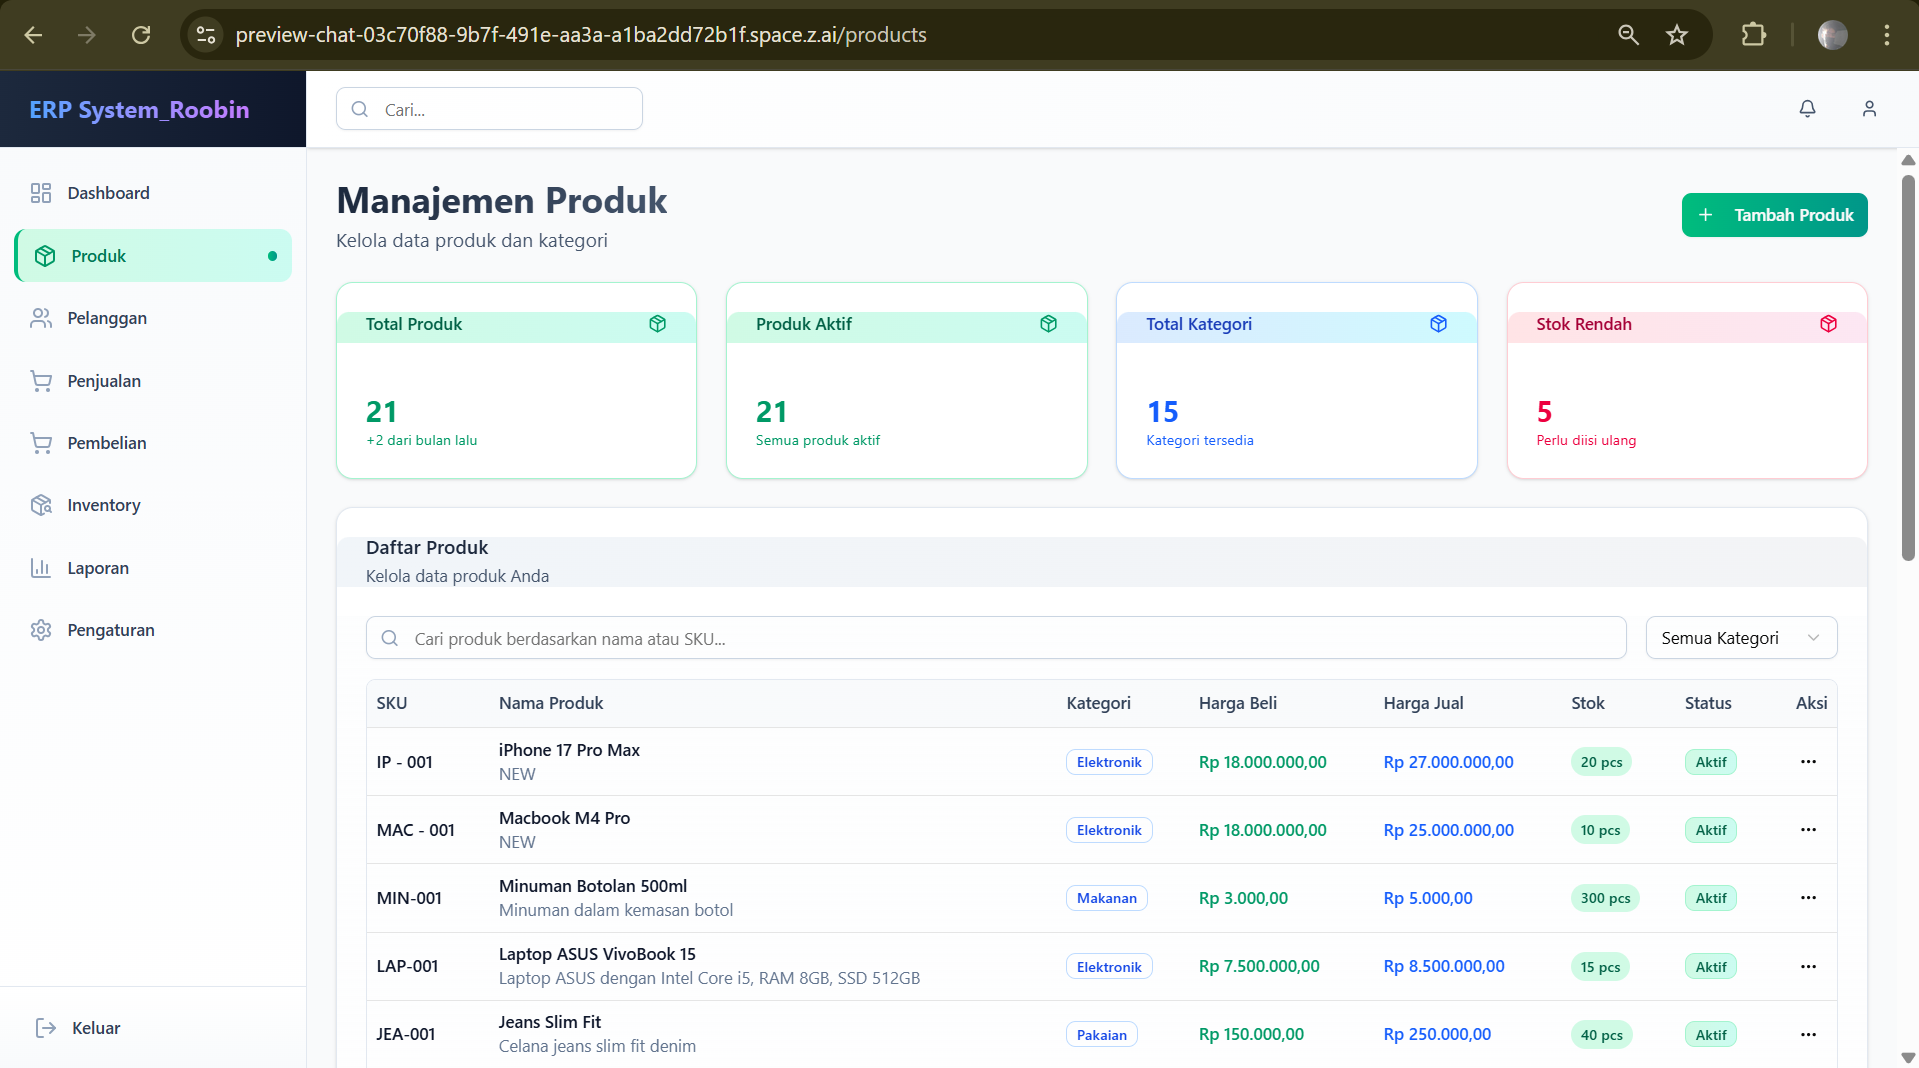 preview-chat-03c70f88-9b7f-491e-aa3a-a1ba2dd72b1f.space.z.ai/products
ERP System_Roobin
Cari...
Dashboard
Produk
Pelanggan
Penjualan
Pembelian
Inventory
Laporan
Pengaturan
Keluar
Manajemen Produk
Kelola data produk dan kategori
+ Tambah Produk
Total Produk
21
+2 dari bulan lalu
Produk Aktif
21
Semua produk aktif
Total Kategori
15
Kategori tersedia
Stok Rendah
5
Perlu diisi ulang
Daftar Produk
Kelola data produk Anda
Cari produk berdasarkan nama atau SKU...
Semua Kategori
SKU Nama Produk Kategori Harga Beli Harga Jual Stok Status Aksi
IP - 001 iPhone 17 Pro Max Elektronik Rp 18.000.000,00 Rp 27.000.000,00 20 pcs Aktif ...
NEW
MAC - 001 Macbook M4 Pro Elektronik Rp 18.000.000,00 Rp 25.000.000,00 10 pcs Aktif ...
NEW
MIN-001 Minuman Botolan 500ml Makanan Rp 3.000,00 Rp 5.000,00 300 pcs Aktif ...
Minuman dalam kemasan botol
LAP-001 Laptop ASUS VivoBook 15 Elektronik Rp 7.500.000,00 Rp 8.500.000,00 15 pcs Aktif ...
Laptop ASUS dengan Intel Core i5, RAM 8GB, SSD 512GB
JEA-001 Jeans Slim Fit Pakaian Rp 150.000,00 Rp 250.000,00 40 pcs Aktif ...
Celana jeans slim fit denim